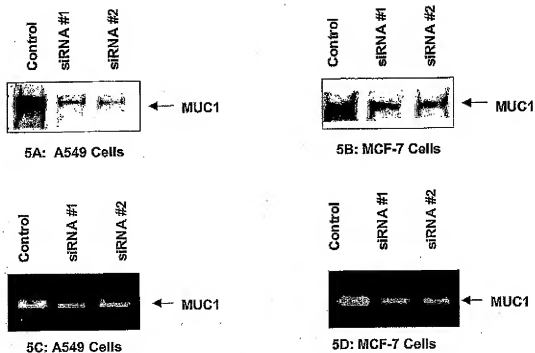 Control
siRNA #1
siRNA #2
MUC1
5A: A549 Cells
Control
siRNA #1
siRNA #2
MUC1
5B: MCF-7 Cells
Control
siRNA #1
siRNA #2
MUC1
5C: A549 Cells
Control
siRNA #1
siRNA #2
MUC1
5D: MCF-7 Cells